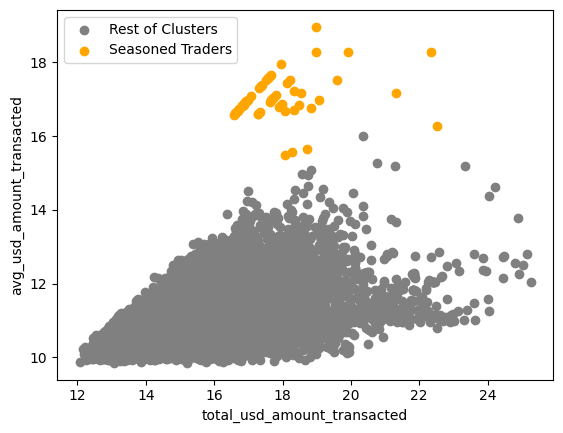 Rest of Clusters
Seasoned Traders
avg_usd_amount_transacted
18
16
14
12
10
12 14 16 18 20 22 24
total_usd_amount_transacted